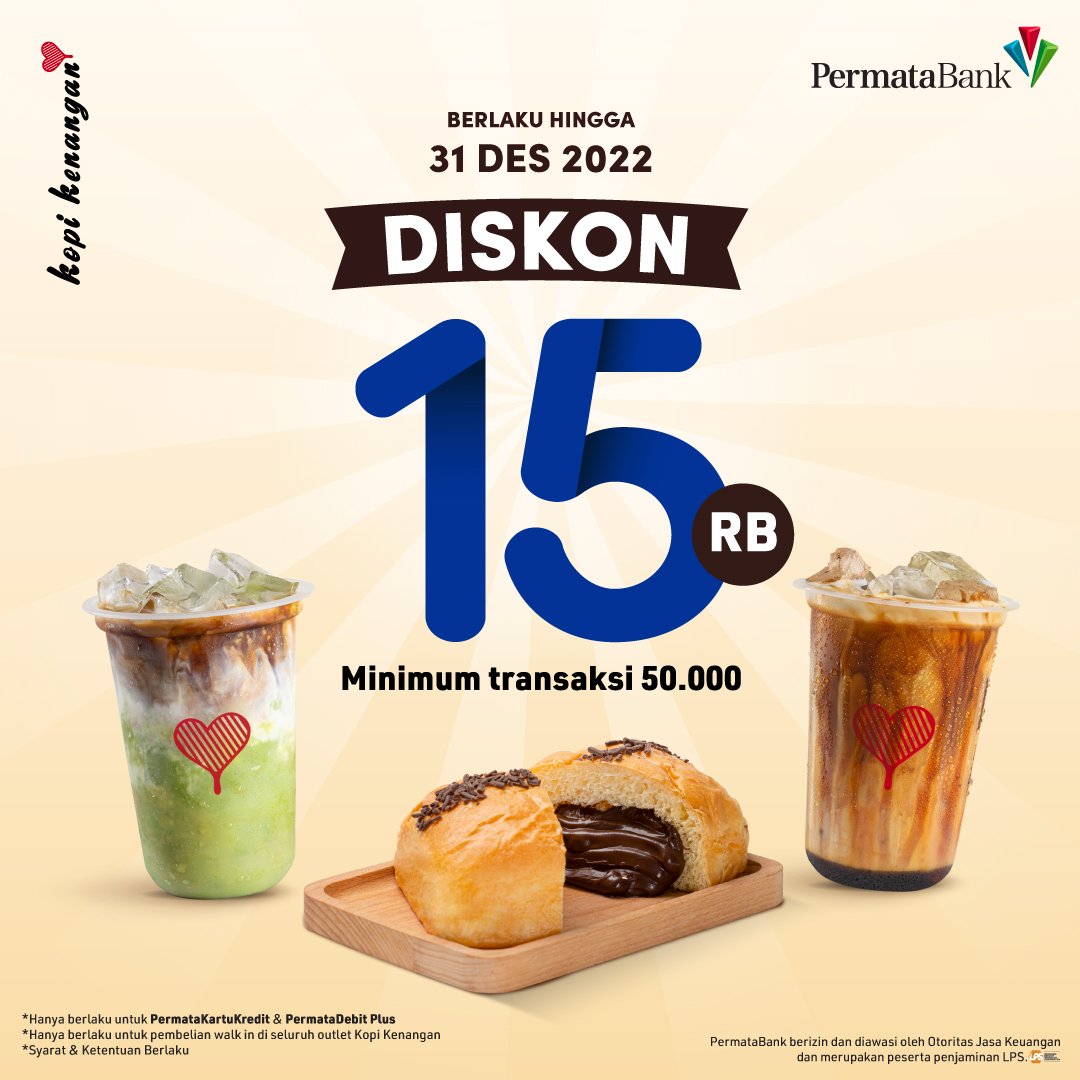 kopi kenangan
PermataBank
BERLAKU HINGGA
31 DES 2022
DISKON
15
RB
Minimum transaksi 50.000
*Hanya berlaku untuk PermataKartuKredit & PermataDebit Plus
*Hanya berlaku untuk pembelian walk in di seluruh outlet Kopi Kenangan
*Syarat & Ketentuan Berlaku
PermataBank berizin dan diawasi oleh Otoritas Jasa Keuangan
dan merupakan peserta penjaminan LPS.
LPS